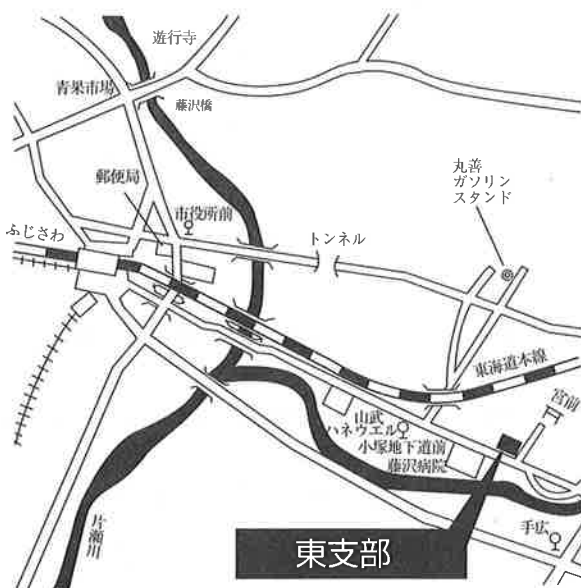 遊行寺
青果市場
藤沢橋
郵便局
市役所前
丸善
ガソリン
スタンド
ふじさわ
トンネル
東海道本線
宮前
山武
ハネウエル
小塚地下道前
藤沢病院
片瀬川
手広
東支部